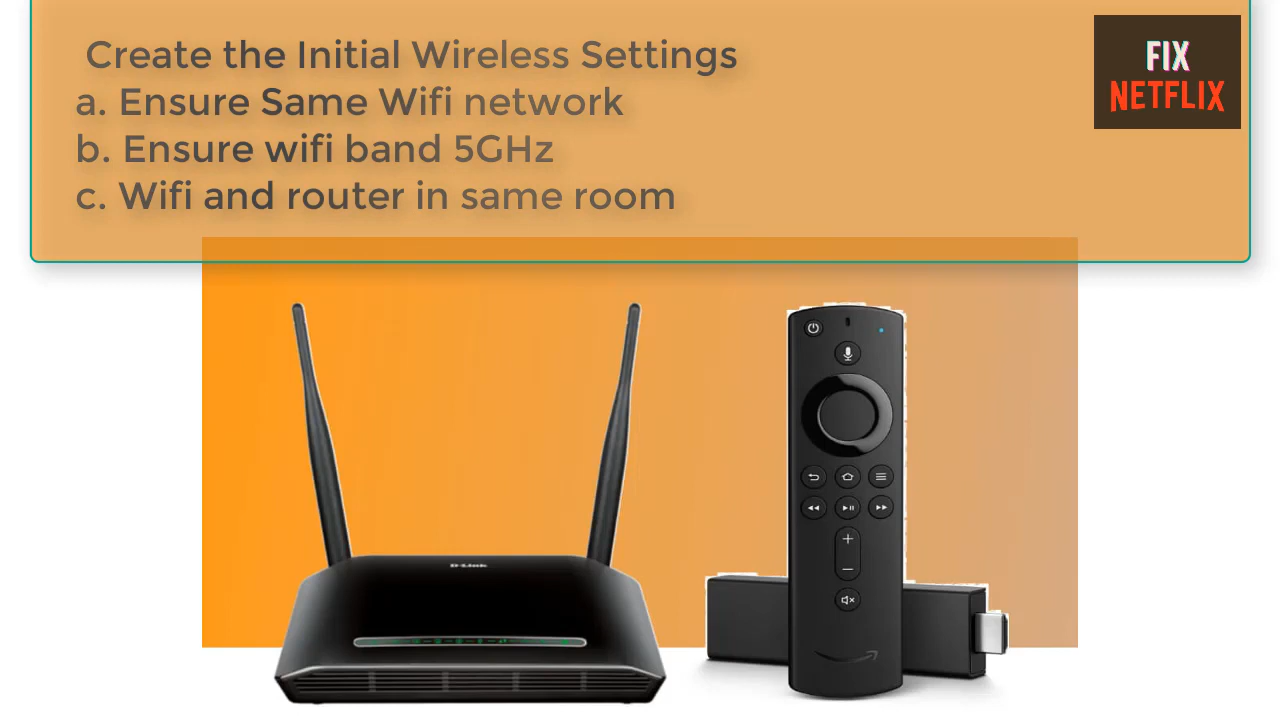 Create the Initial Wireless Settings
a. Ensure Same Wifi network
b. Ensure wifi band 5GHz
c. Wifi and router in same room
FIX
NETFLIX
D-Link